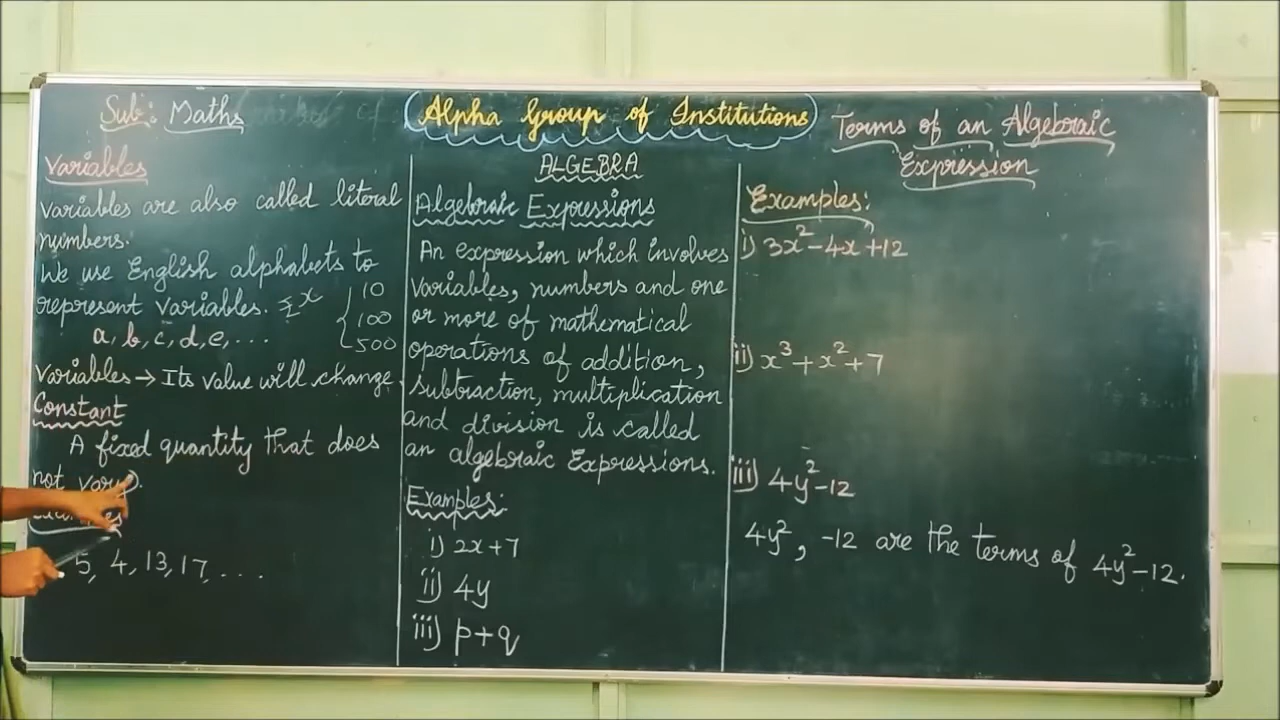 Sub: Maths
Alpha Group of Institutions
Variables
Variables are also called literal
numbers.
We use English alphabets to
represent variables. x { 10
100
500
a, b, c, d, e, ...
Variables → Its value will change.
Constant
A fixed quantity that does
not vary.
5, 4, 13, 17, ...
ALGEBRA
Algebraic Expressions
An expression which involves
variables, numbers and one
or more of mathematical
operations of addition,
subtraction, multiplication
and division is called
an algebraic Expressions.
Examples:
i) 2x+7
ii) 4y
iii) p+q
Terms of an Algebraic
Expression
Examples:
i) 3x²-4x+12
ii) x³+x²+7
iii) 4y²-12
4y², -12 are the terms of 4y²-12.